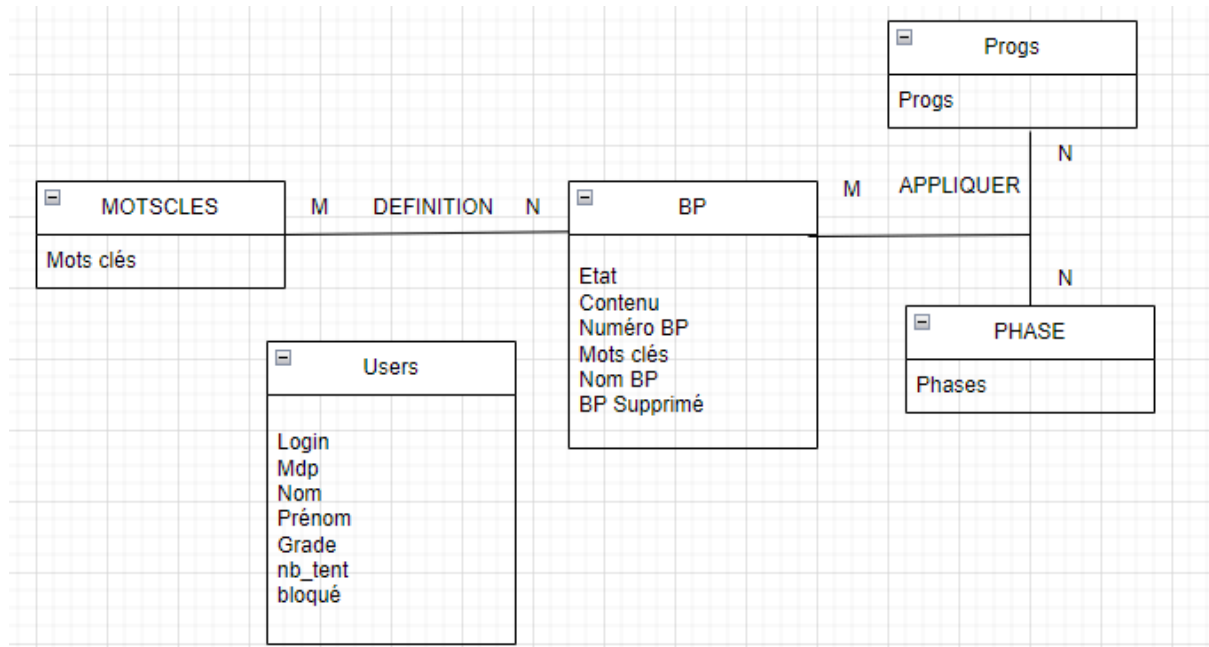 Progs
Progs
N
APPLIQUER
M
N
PHASE
Phases
MOTSCLES
Mots clés
M DEFINITION N
BP
Etat
Contenu
Numéro BP
Mots clés
Nom BP
BP Supprimé
Users
Login
Mdp
Nom
Prénom
Grade
nb_tent
bloqué